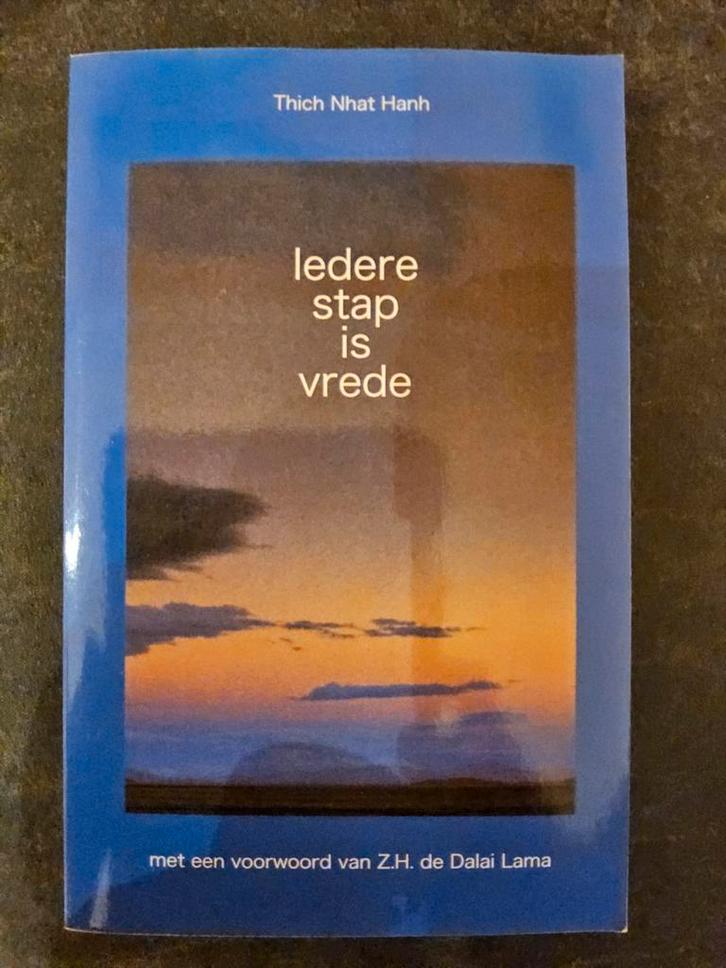 Thich Nhat Hanh
Iedere
stap
is
vrede
met een voorwoord van Z.H. de Dalai Lama